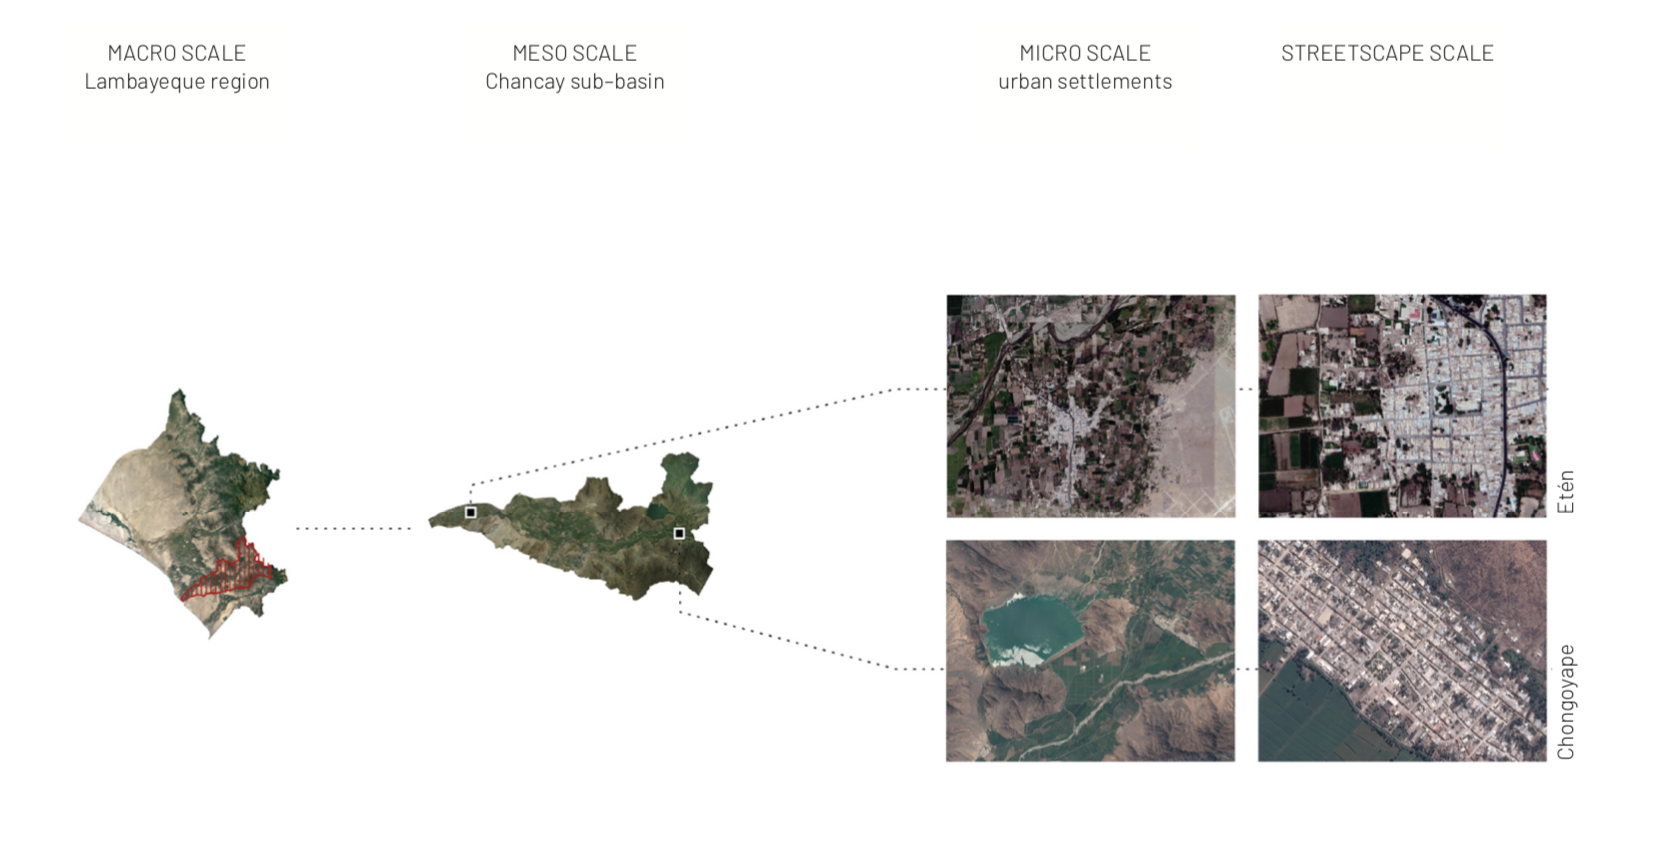 MACRO SCALE
Lambayeque region
MESO SCALE
Chancay sub-basin
MICRO SCALE
urban settlements
STREETSCAPE SCALE
Etén
Chongoyape